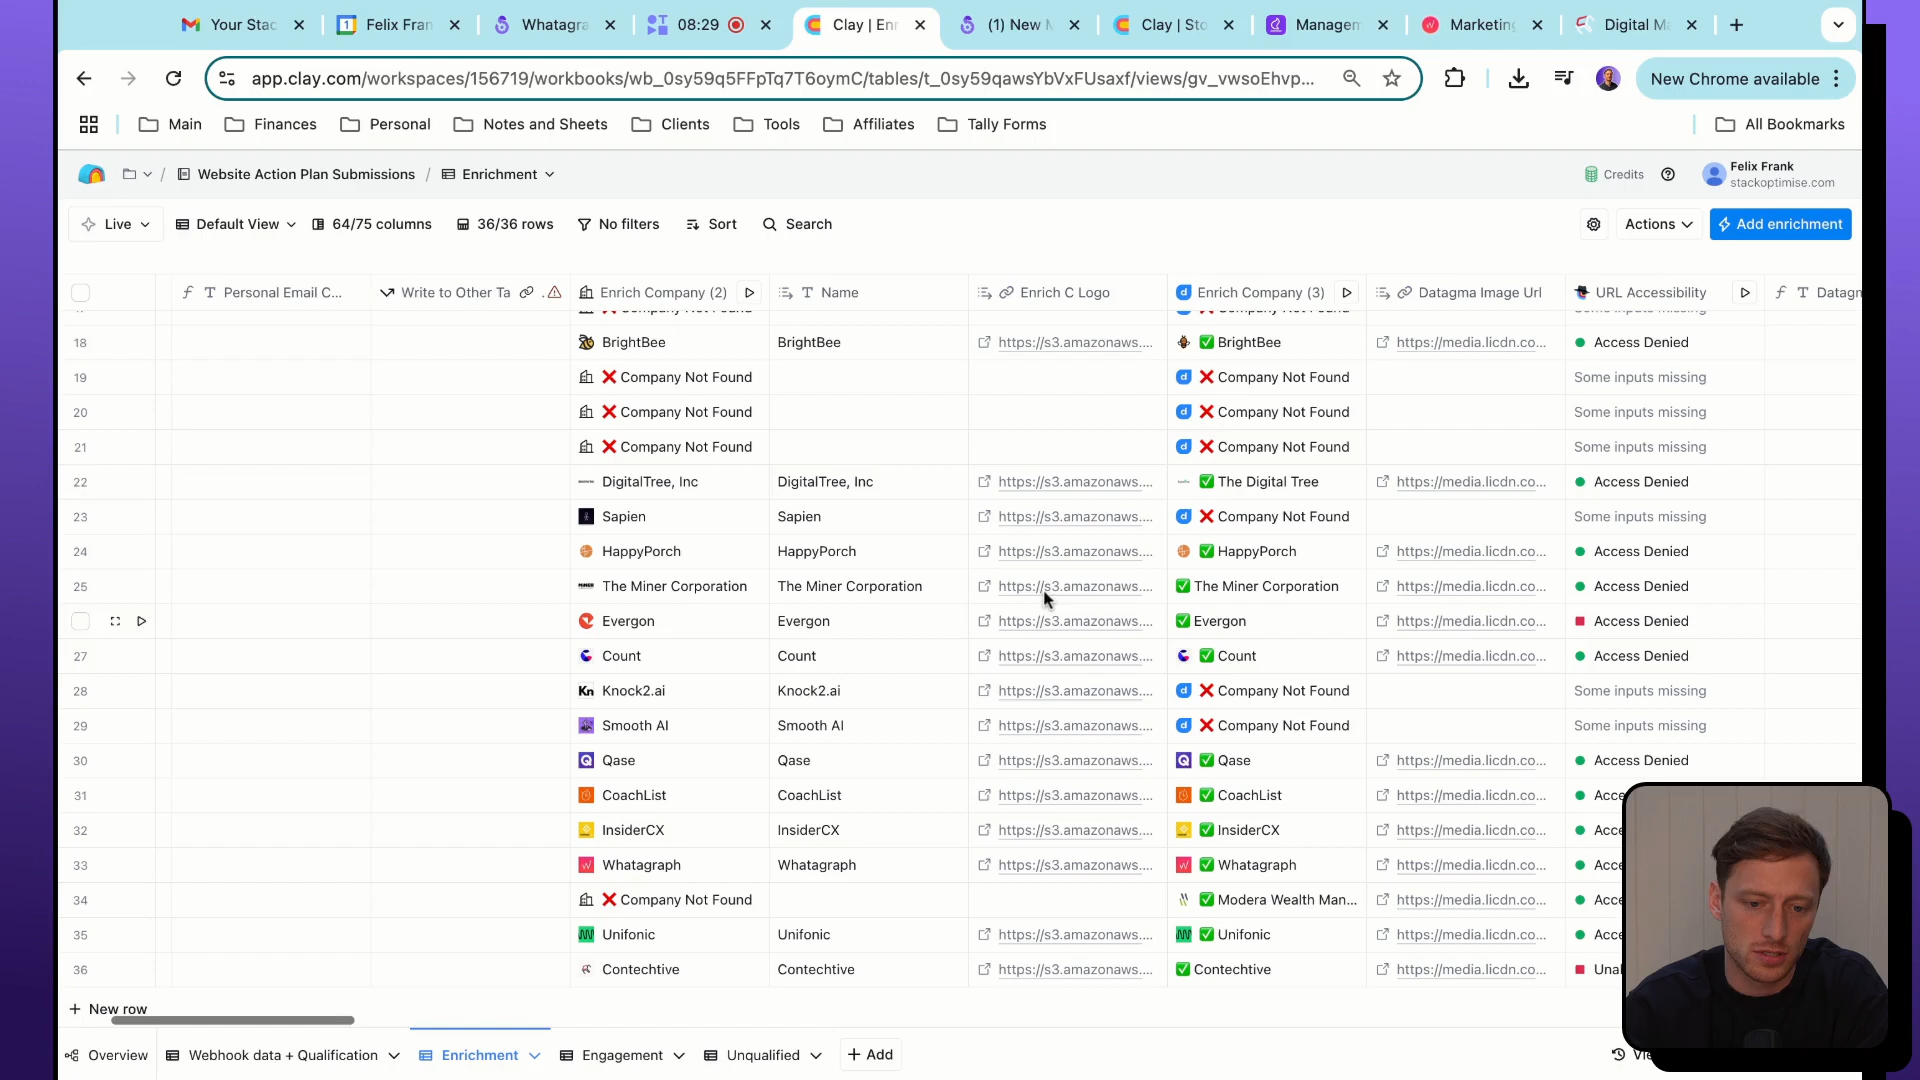 Your Stac
Felix Fran
Whatagra
08:29
Clay | Enr
(1) New M
Clay | Sto
Managem
Marketing
Digital Ma
app.clay.com/workspaces/156719/workbooks/wb_0sy59q5FFpTq7T6oymC/tables/t_0sy59qawsYbVxFUsaxf/views/gv_vwsoEhvp...
New Chrome available
Main
Finances
Personal
Notes and Sheets
Clients
Tools
Affiliates
Tally Forms
All Bookmarks
/ Website Action Plan Submissions / Enrichment
Credits
Felix Frank
stackoptimise.com
Live
Default View
64/75 columns
36/36 rows
No filters
Sort
Search
Actions
Add enrichment
Personal Email C... Write to Other Ta Enrich Company (2) Name Enrich C Logo Enrich Company (3) Datagma Image Url URL Accessibility Datagn
18 BrightBee BrightBee https://s3.amazonaws.... BrightBee https://media.licdn.co... Access Denied
19 Company Not Found Company Not Found Some inputs missing
20 Company Not Found Company Not Found Some inputs missing
21 Company Not Found Company Not Found Some inputs missing
22 DigitalTree, Inc DigitalTree, Inc https://s3.amazonaws.... The Digital Tree https://media.licdn.co... Access Denied
23 Sapien Sapien https://s3.amazonaws.... Company Not Found Some inputs missing
24 HappyPorch HappyPorch https://s3.amazonaws.... HappyPorch https://media.licdn.co... Access Denied
25 The Miner Corporation The Miner Corporation https://s3.amazonaws.... The Miner Corporation https://media.licdn.co... Access Denied
Evergon Evergon https://s3.amazonaws.... Evergon https://media.licdn.co... Access Denied
27 Count Count https://s3.amazonaws.... Count https://media.licdn.co... Access Denied
28 Kn Knock2.ai Knock2.ai https://s3.amazonaws.... Company Not Found Some inputs missing
29 Smooth AI Smooth AI https://s3.amazonaws.... Company Not Found Some inputs missing
30 Qase Qase https://s3.amazonaws.... Qase https://media.licdn.co... Access Denied
31 CoachList CoachList https://s3.amazonaws.... CoachList https://media.licdn.co... Acce
32 InsiderCX InsiderCX https://s3.amazonaws.... InsiderCX https://media.licdn.co... Acce
33 Whatagraph Whatagraph https://s3.amazonaws.... Whatagraph https://media.licdn.co... Acce
34 Company Not Found Modera Wealth Man... https://media.licdn.co... Acce
35 Unifonic Unifonic https://s3.amazonaws.... Unifonic https://media.licdn.co... Acce
36 Contechtive Contechtive https://s3.amazonaws.... Contechtive https://media.licdn.co... Unal
+ New row
Overview
Webhook data + Qualification
Enrichment
Engagement
Unqualified
+ Add